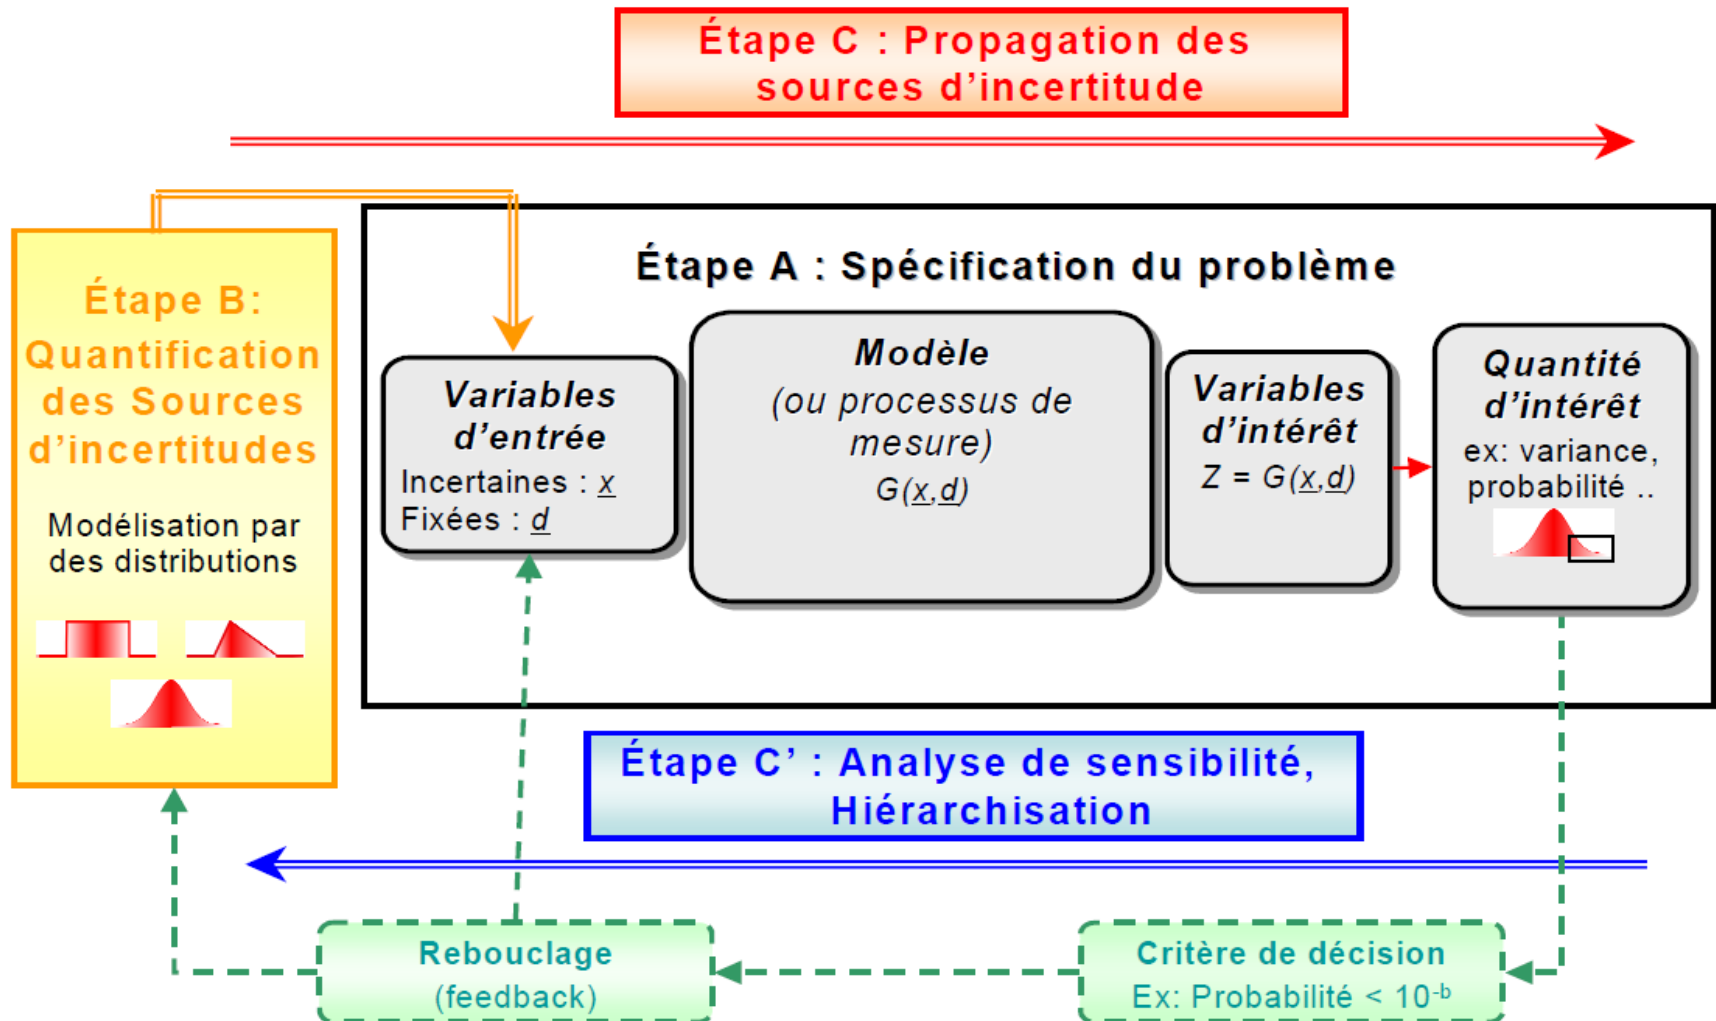 Étape C : Propagation des
sources d’incertitude
Étape A : Spécification du problème
Étape B:
Quantification
des Sources
d’incertitudes
Modélisation par
des distributions
Variables
d’entrée
Incertaines : x
Fixées : d
Modèle
(ou processus de
mesure)
G(x,d)
Variables
d’intérêt
Z = G(x,d)
Quantité
d’intérêt
ex: variance,
probabilité ..
Étape C’ : Analyse de sensibilité,
Hiérarchisation
Rebouclage
(feedback)
Critère de décision
Ex: Probabilité < 10⁻ᵇ